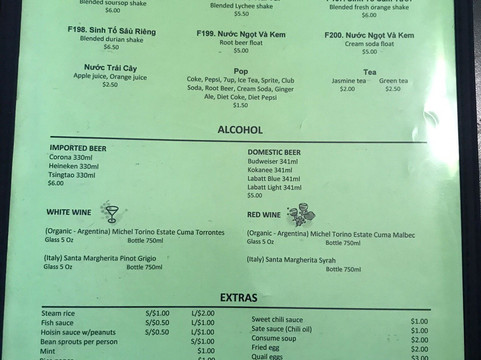 Blended soursop shake
$6.00
Blended Lychee shake
$6.50
Blended fresh orange shake
$6.00
F198. Sinh Tố Sầu Riêng
Blended durian shake
$6.50
F199. Nước Ngọt Và Kem
Root beer float
$5.00
F200. Nước Ngọt Và Kem
Cream soda float
$5.00
Nước Trái Cây
Apple juice, Orange juice
$2.50
Pop
Coke, Pepsi, 7up, Ice Tea, Sprite, Club
Soda, Root Beer, Cream Soda, Ginger
Ale, Diet Coke, Diet Pepsi
$1.50
Tea
Jasmine tea Green tea
$2.00 $2.50
ALCOHOL
IMPORTED BEER
Corona 330ml
Heineken 330ml
Tsingtao 330ml
$6.00
DOMESTIC BEER
Budweiser 341ml
Kokanee 341ml
Labatt Blue 341ml
Labatt Light 341ml
$5.00
WHITE WINE
(Organic - Argentina) Michel Torino Estate Cuma Torrontes
Glass 5 Oz Bottle 750ml
(Italy) Santa Margherita Pinot Grigio
Glass 5 Oz Bottle 750ml
RED WINE
(Organic - Argentina) Michel Torino Estate Cuma Malbec
Glass 5 Oz Bottle 750ml
(Italy) Santa Margherita Syrah
Glass 5 Oz Bottle 750ml
EXTRAS
Steam rice S/$1.00 L/$2.00
Fish sauce S/$0.50 L/$1.00
Hoisin sauce w/peanuts S/$0.50 L/$1.00
Bean sprouts per person S/$1.00
Mint $1.00
Sweet chili sauce $1.00
Sate sauce (Chili oil) $1.00
Consume soup $2.00
Fried egg $2.00
Quail eggs $3.00